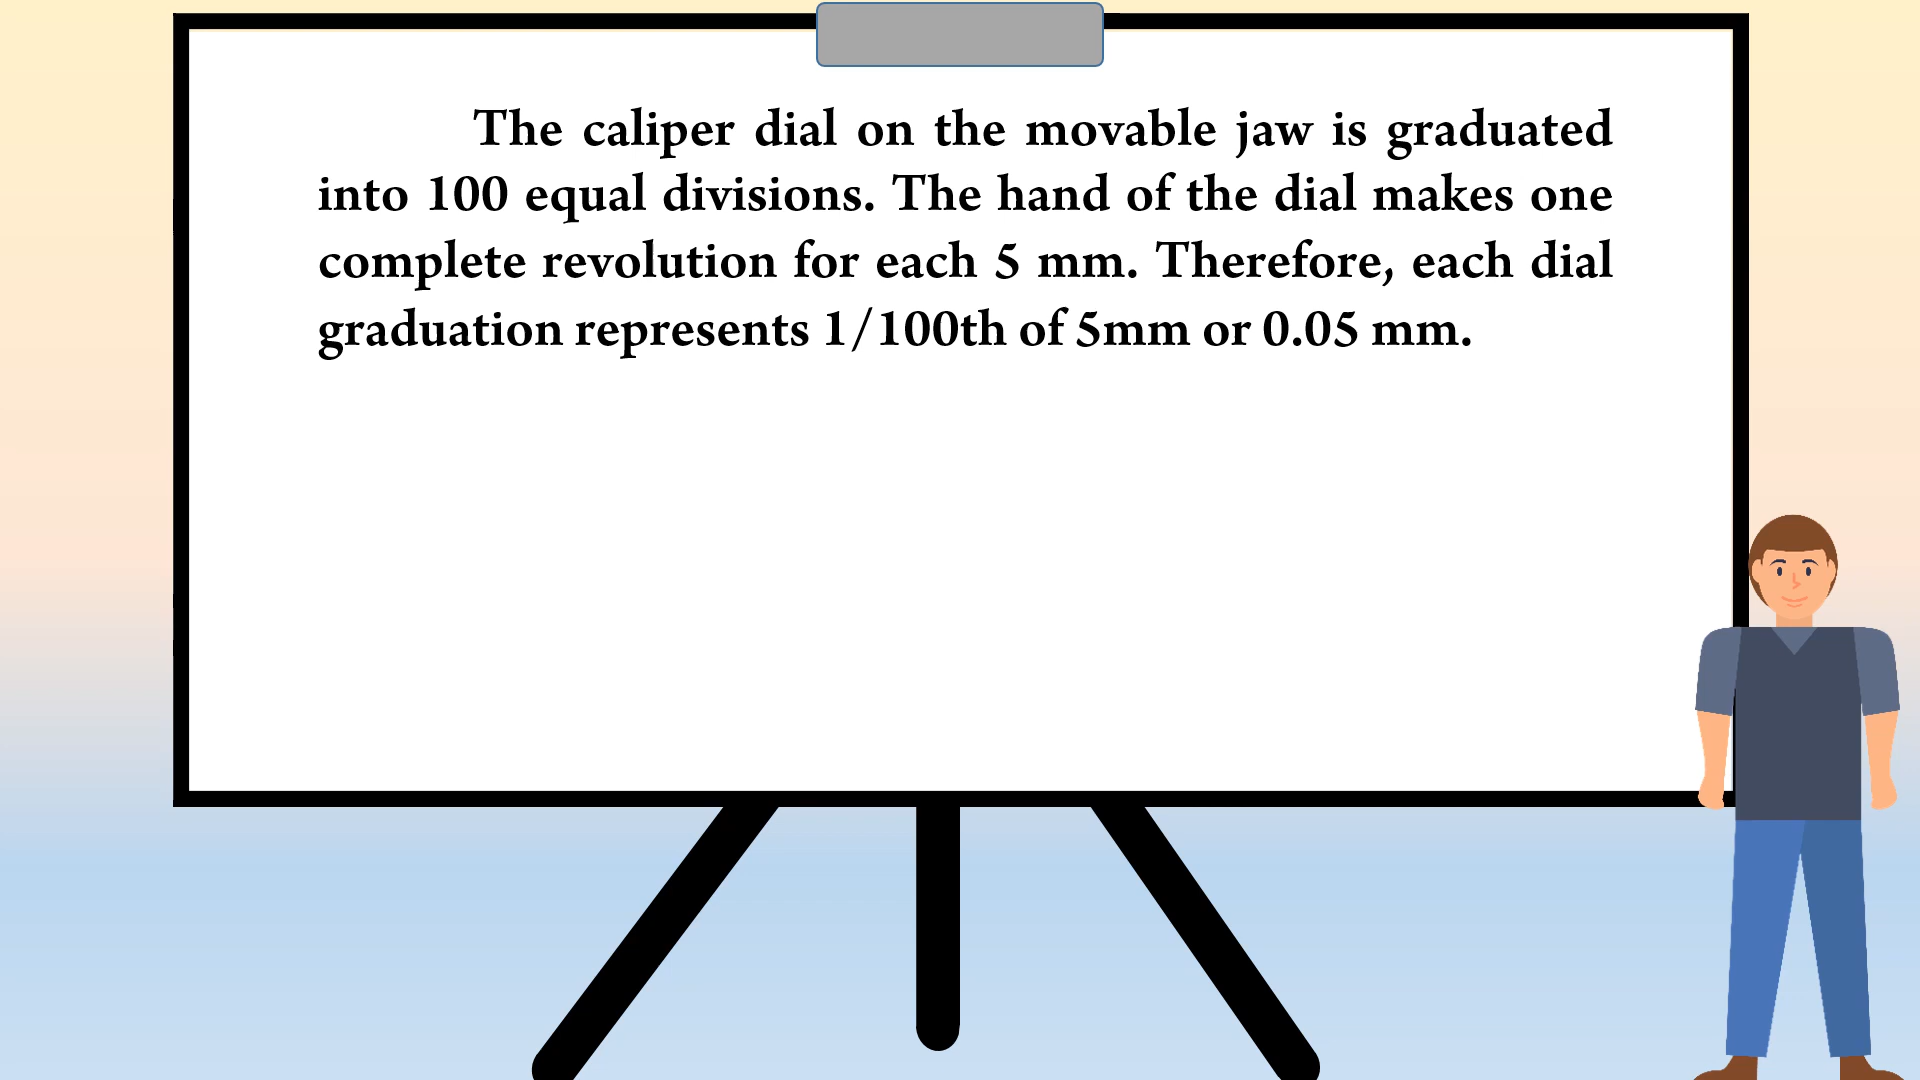 The caliper dial on the movable jaw is graduated
into 100 equal divisions. The hand of the dial makes one
complete revolution for each 5 mm. Therefore, each dial
graduation represents 1/100th of 5mm or 0.05 mm.